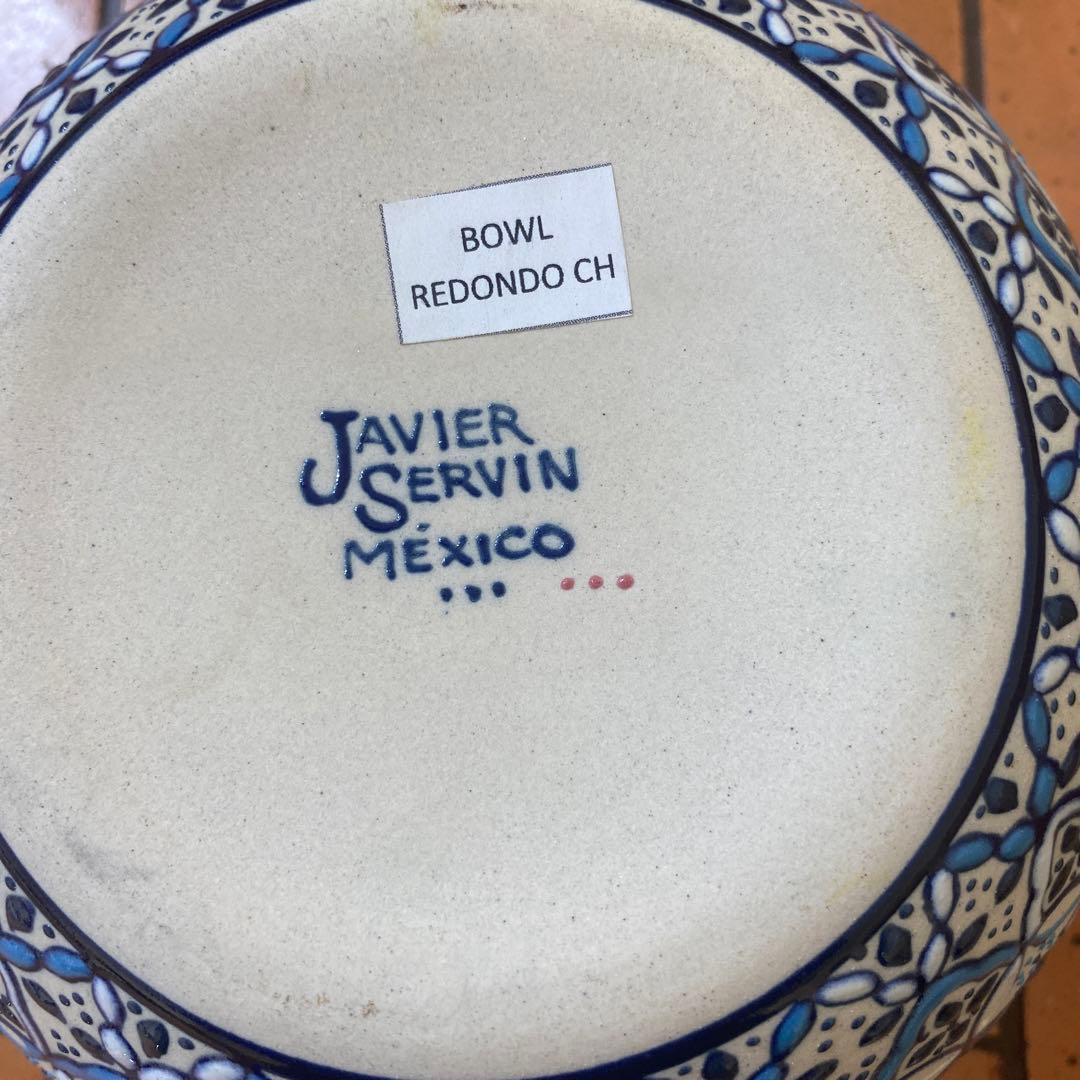 BOWL
REDONDO CH
JAVIER
SERVIN
MÉXICO